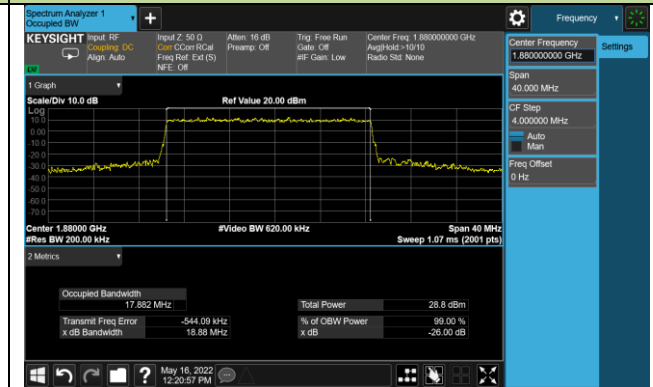 Spectrum Analyzer 1
Occupied BW
Frequency
KEYSIGHT
Input: RF
Coupling: DC
Align: Auto
Input Z: 50 Ω
Corr CCorr RCal
Freq Ref: Ext (S)
NFE: Off
Atten: 16 dB
Preamp: Off
Trig: Free Run
Gate: Off
#IF Gain: Low
Center Freq: 1.880000000 GHz
Avg|Hold:>10/10
Radio Std: None
Center Frequency
1.880000000 GHz
Settings
Span
40.000 MHz
CF Step
4.000000 MHz
Auto
Man
Freq Offset
0 Hz
1 Graph
Scale/Div 10.0 dB
Ref Value 20.00 dBm
Log
10.0
0.00
-10.0
-20.0
-30.0
-40.0
-50.0
-60.0
-70.0
Center 1.88000 GHz
#Video BW 620.00 kHz
Span 40 MHz
#Res BW 200.00 kHz
Sweep 1.07 ms (2001 pts)
2 Metrics
Occupied Bandwidth
17.882 MHz
Total Power
28.8 dBm
Transmit Freq Error
-544.09 kHz
% of OBW Power
99.00 %
x dB Bandwidth
18.88 MHz
x dB
-26.00 dB
?
May 16, 2022
12:20:57 PM